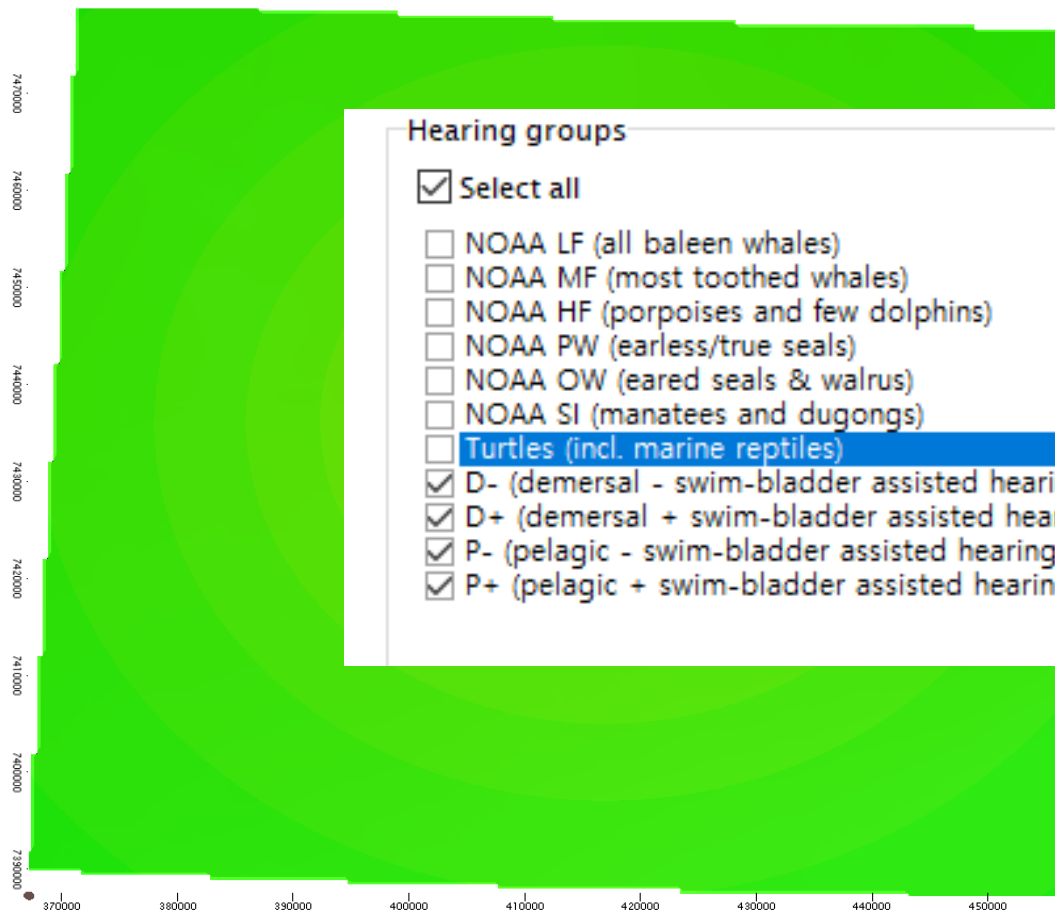 Hearing groups
Select all
NOAA LF (all baleen whales)
NOAA MF (most toothed whales)
NOAA HF (porpoises and few dolphins)
NOAA PW (earless/true seals)
NOAA OW (eared seals & walrus)
NOAA SI (manatees and dugongs)
Turtles (incl. marine reptiles)
D- (demersal - swim-bladder assisted heari
D+ (demersal + swim-bladder assisted hear
P- (pelagic - swim-bladder assisted hearing
P+ (pelagic + swim-bladder assisted hearin
7470000
7460000
7450000
7440000
7430000
7420000
7410000
7400000
7390000
370000 380000 390000 400000 410000 420000 430000 440000 450000